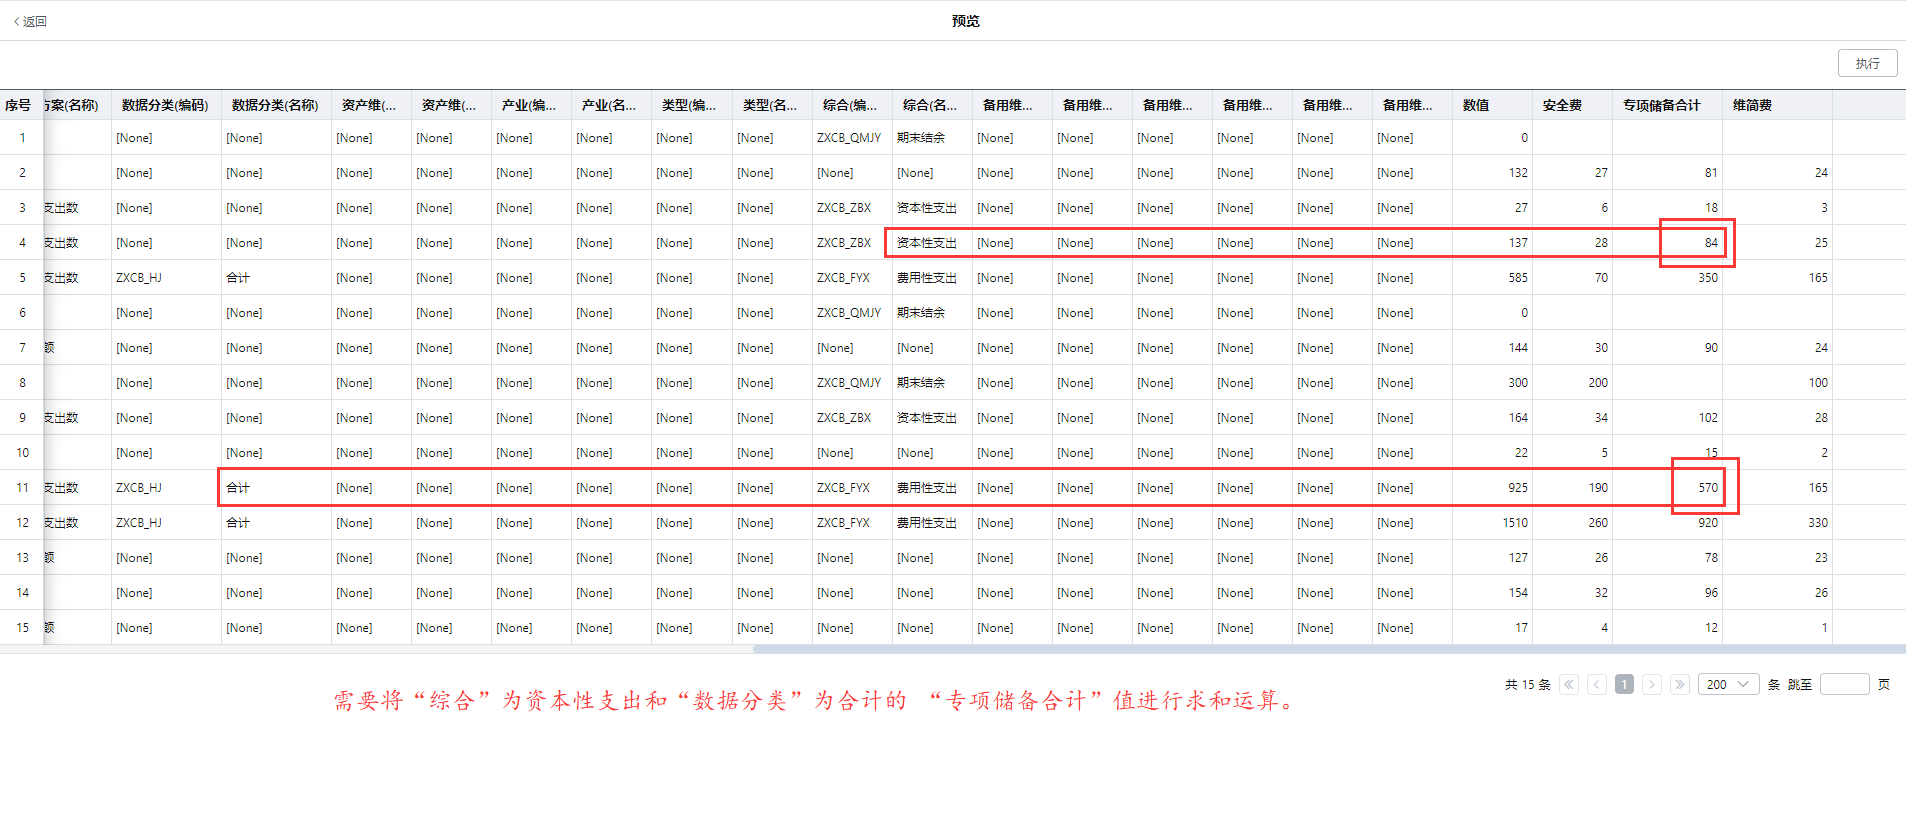 返回
预览
执行
序号 方案(名称) 数据分类(编码) 数据分类(名称) 资产维(... 资产维(... 产业(编... 产业(名... 类型(编... 类型(名... 综合(编... 综合(名... 备用维... 备用维... 备用维... 备用维... 备用维... 备用维... 数值 安全费 专项储备合计 维简费
1 [None] [None] [None] [None] [None] [None] [None] [None] ZXCB_QMJY 期末结余 [None] [None] [None] [None] [None] [None] 0
2 [None] [None] [None] [None] [None] [None] [None] [None] [None] [None] [None] [None] [None] [None] [None] [None] 132 27 81 24
3 支出数 [None] [None] [None] [None] [None] [None] [None] [None] ZXCB_ZBX 资本性支出 [None] [None] [None] [None] [None] [None] 27 6 18 3
4 支出数 [None] [None] [None] [None] [None] [None] [None] [None] ZXCB_ZBX 资本性支出 [None] [None] [None] [None] [None] [None] 137 28 84 25
5 支出数 ZXCB_HJ 合计 [None] [None] [None] [None] [None] [None] ZXCB_FYX 费用性支出 [None] [None] [None] [None] [None] [None] 585 70 350 165
6 [None] [None] [None] [None] [None] [None] [None] [None] ZXCB_QMJY 期末结余 [None] [None] [None] [None] [None] [None] 0
7 额 [None] [None] [None] [None] [None] [None] [None] [None] [None] [None] [None] [None] [None] [None] [None] [None] 144 30 90 24
8 [None] [None] [None] [None] [None] [None] [None] [None] ZXCB_QMJY 期末结余 [None] [None] [None] [None] [None] [None] 300 200 100
9 支出数 [None] [None] [None] [None] [None] [None] [None] [None] ZXCB_ZBX 资本性支出 [None] [None] [None] [None] [None] [None] 164 34 102 28
10 [None] [None] [None] [None] [None] [None] [None] [None] [None] [None] [None] [None] [None] [None] [None] [None] 22 5 15 2
11 支出数 ZXCB_HJ 合计 [None] [None] [None] [None] [None] [None] ZXCB_FYX 费用性支出 [None] [None] [None] [None] [None] [None] 925 190 570 165
12 支出数 ZXCB_HJ 合计 [None] [None] [None] [None] [None] [None] ZXCB_FYX 费用性支出 [None] [None] [None] [None] [None] [None] 1510 260 920 330
13 额 [None] [None] [None] [None] [None] [None] [None] [None] [None] [None] [None] [None] [None] [None] [None] [None] 127 26 78 23
14 [None] [None] [None] [None] [None] [None] [None] [None] [None] [None] [None] [None] [None] [None] [None] [None] 154 32 96 26
15 额 [None] [None] [None] [None] [None] [None] [None] [None] [None] [None] [None] [None] [None] [None] [None] [None] 17 4 12 1
共 15 条 1 200 条 跳至 页
需要将“综合”为资本性支出和“数据分类”为合计的 “专项储备合计”值进行求和运算。